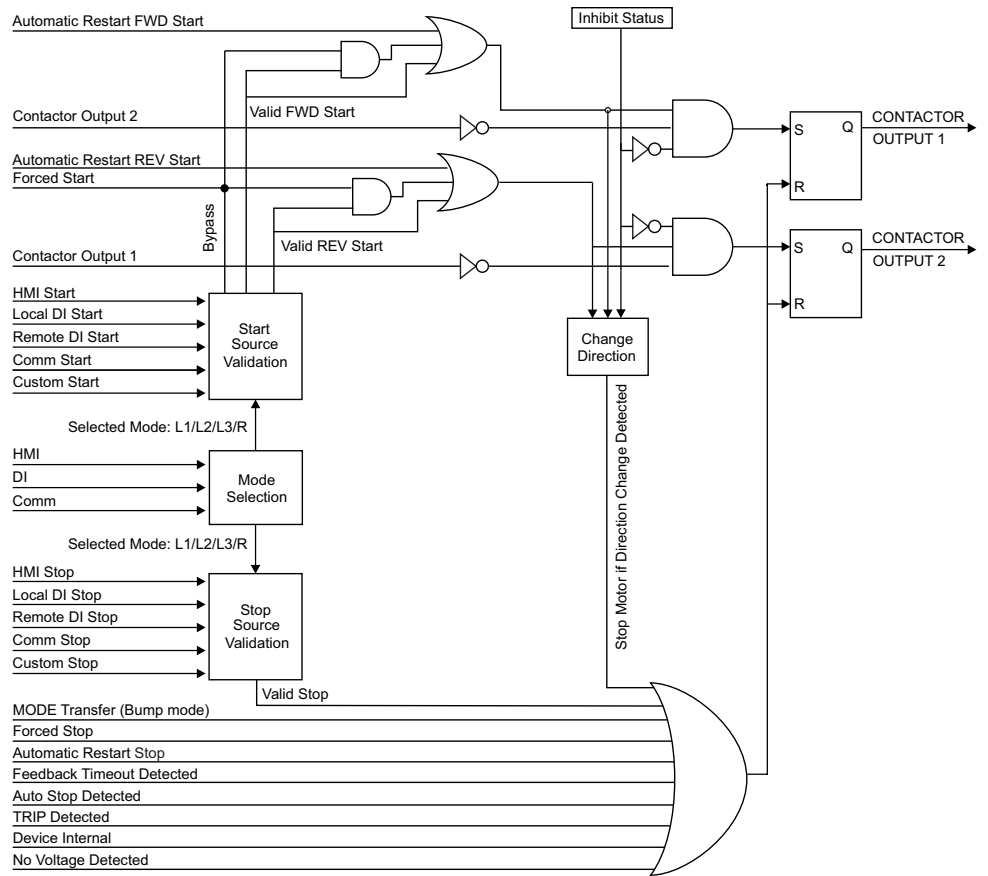 Automatic Restart FWD Start
Inhibit Status
Valid FWD Start
Contactor Output 2
S
Q
CONTACTOR
OUTPUT 1
R
Automatic Restart REV Start
Forced Start
Bypass
Valid REV Start
Contactor Output 1
S
Q
CONTACTOR
OUTPUT 2
R
HMI Start
Local DI Start
Remote DI Start
Comm Start
Custom Start
Start
Source
Validation
Change
Direction
Selected Mode: L1/L2/L3/R
HMI
DI
Comm
Mode
Selection
Stop Motor if Direction Change Detected
Selected Mode: L1/L2/L3/R
HMI Stop
Local DI Stop
Remote DI Stop
Comm Stop
Custom Stop
Stop
Source
Validation
Valid Stop
MODE Transfer (Bump mode)
Forced Stop
Automatic Restart Stop
Feedback Timeout Detected
Auto Stop Detected
TRIP Detected
Device Internal
No Voltage Detected